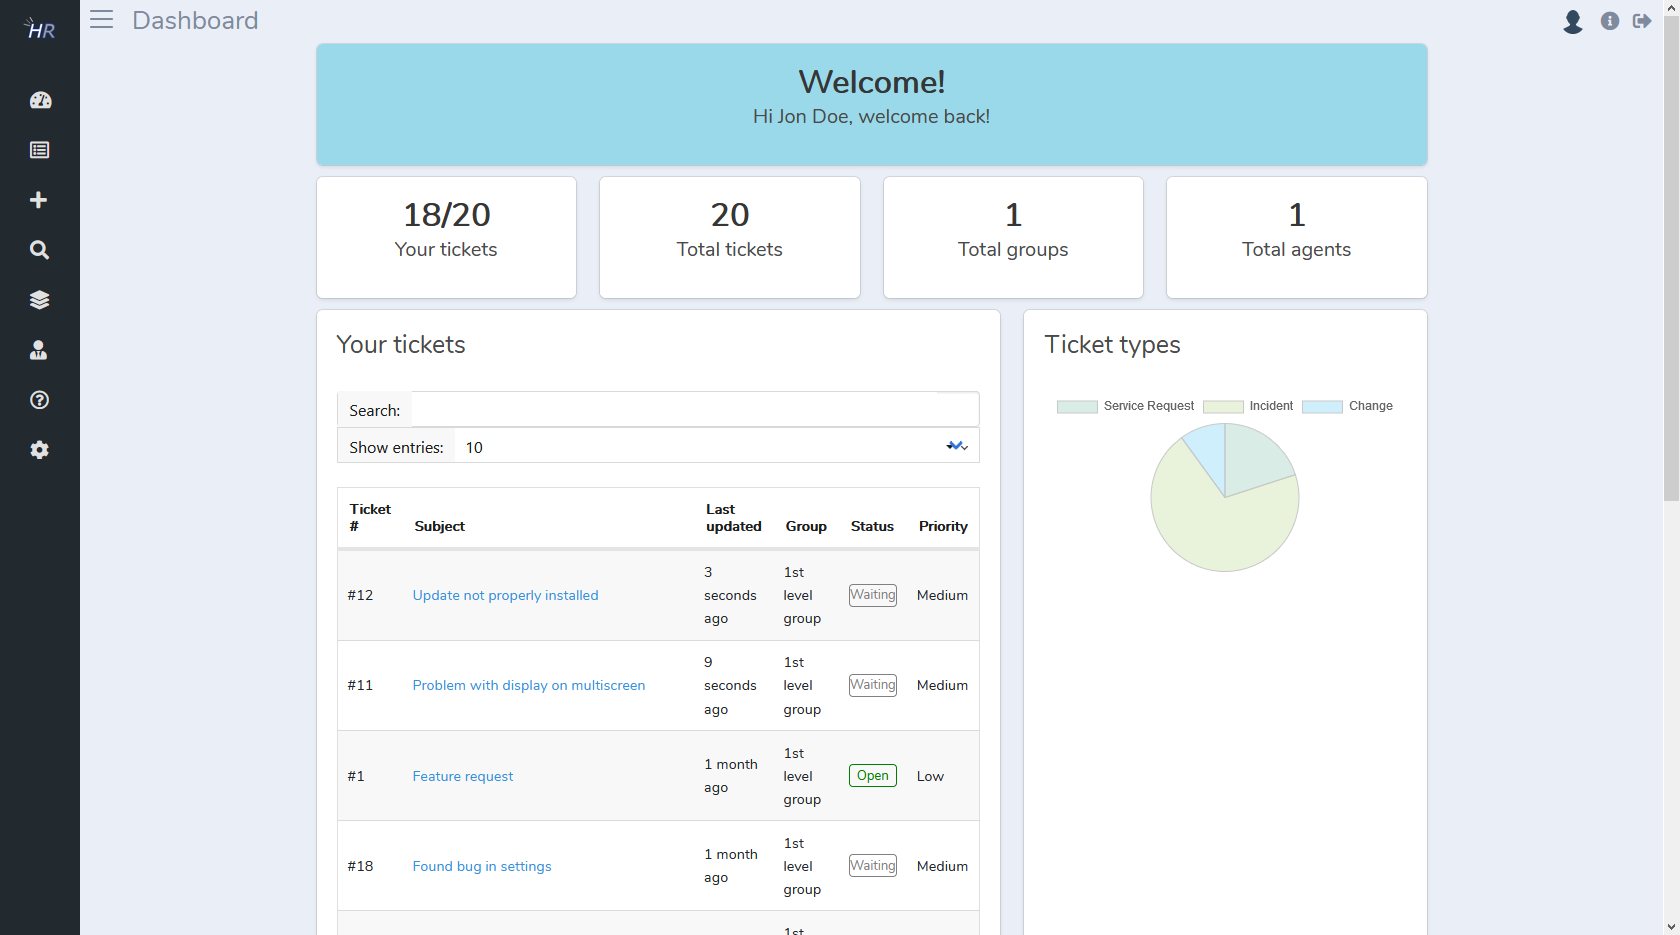 HR
Dashboard
Welcome!
Hi Jon Doe, welcome back!
18/20
Your tickets
20
Total tickets
1
Total groups
1
Total agents
Your tickets
Search:
Show entries:
10
Ticket
#
Subject
Last
updated
Group
Status
Priority
#12
Update not properly installed
3
seconds
ago
1st
level
group
Waiting
Medium
#11
Problem with display on multiscreen
9
seconds
ago
1st
level
group
Waiting
Medium
#1
Feature request
1 month
ago
1st
level
group
Open
Low
#18
Found bug in settings
1 month
ago
1st
level
group
Waiting
Medium
1st
Ticket types
Service Request
Incident
Change